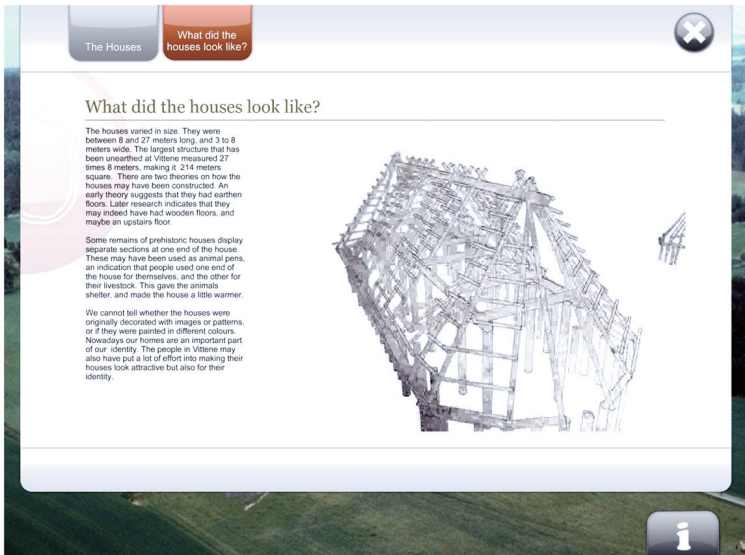 The Houses
What did the
houses look like?
What did the houses look like?
The houses varied in size. They were
between 8 and 27 meters long, and 3 to 8
meters wide. The largest structure that has
been unearthed at Vittene measured 27
times 8 meters, making it 214 meters
square. There are two theories on how the
houses may have been constructed. An
early theory suggests that they had earthen
floors. Later research indicates that they
may indeed have had wooden floors, and
maybe an upstairs floor.
Some remains of prehistoric houses display
separate sections at one end of the house.
These may have been used as animal pens,
an indication that people used one end of
the house for themselves, and the other for
their livestock. This gave the animals
shelter, and made the house a little warmer.
We cannot tell whether the houses were
originally decorated with images or patterns,
or if they were painted in different colours.
Nowadays our homes are an important part
of our identity. The people in Vittene may
also have put a lot of effort into making their
houses look attractive but also for their
identity.
i